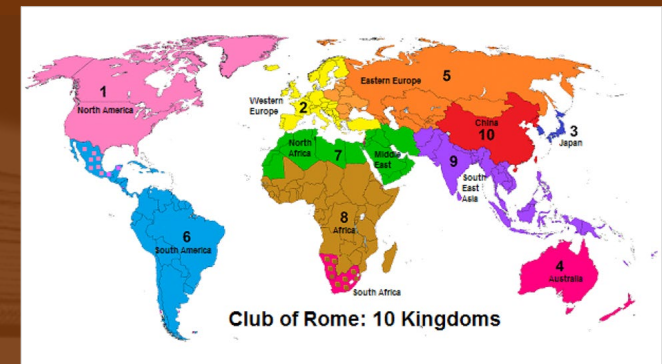 1
North America
Western
Europe
2
Eastern Europe
5
China
10
3
Japan
North
Africa
7
Middle
East
9
South
East
Asia
8
Africa
6
South America
4
Australia
South Africa
Club of Rome: 10 Kingdoms